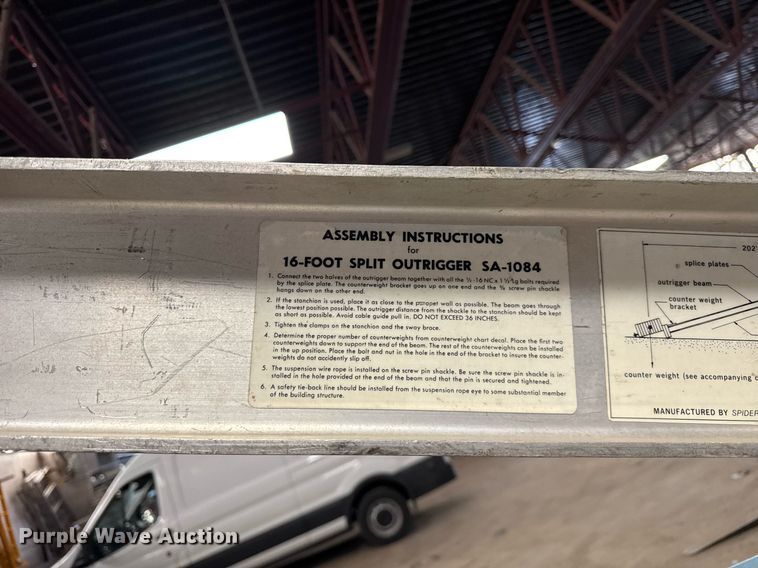 ASSEMBLY INSTRUCTIONS
for
16-FOOT SPLIT OUTRIGGER SA-1084
1. Connect the two halves of the outrigger beam together with all the lg bolts required
by the splice plate. The counterweight bracket goes up on one end and the screw pin shackle
hangs down on the other end.
2. If the stanchion is used, place it as close to the parapet wall as possible. The beam goes through
the lowest position possible. The outrigger distance from the stanchion to the shackle should be kept
as short as possible. Avoid cable guide pull in. DO NOT EXCEED 36 INCHES.
3. Tighten the clamps on the stanchion and the sway brace.
4. Determine the proper number of counterweights from counterweight chart decal. Place the first two
counterweights down to support the end of the beam. The rest of the counterweights can be installed
in the up position. Place the bolt and nut in the hole in the end of the bracket to insure the counter-
weights do not accidently slip off.
5. The suspension wire rope is installed on the screw pin shackle. Be sure the screw pin shackle is in-
stalled in the hole provided at the end of the beam and that the pin is secured and tightened.
6. A safety tie-back line should be installed from the suspension rope eye to some substantial member
of the building structure.
202
splice plates
outrigger beam
counter weight
bracket
counter weight (see accompanying
MANUFACTURED BY SPIDER
Purple Wave Auction